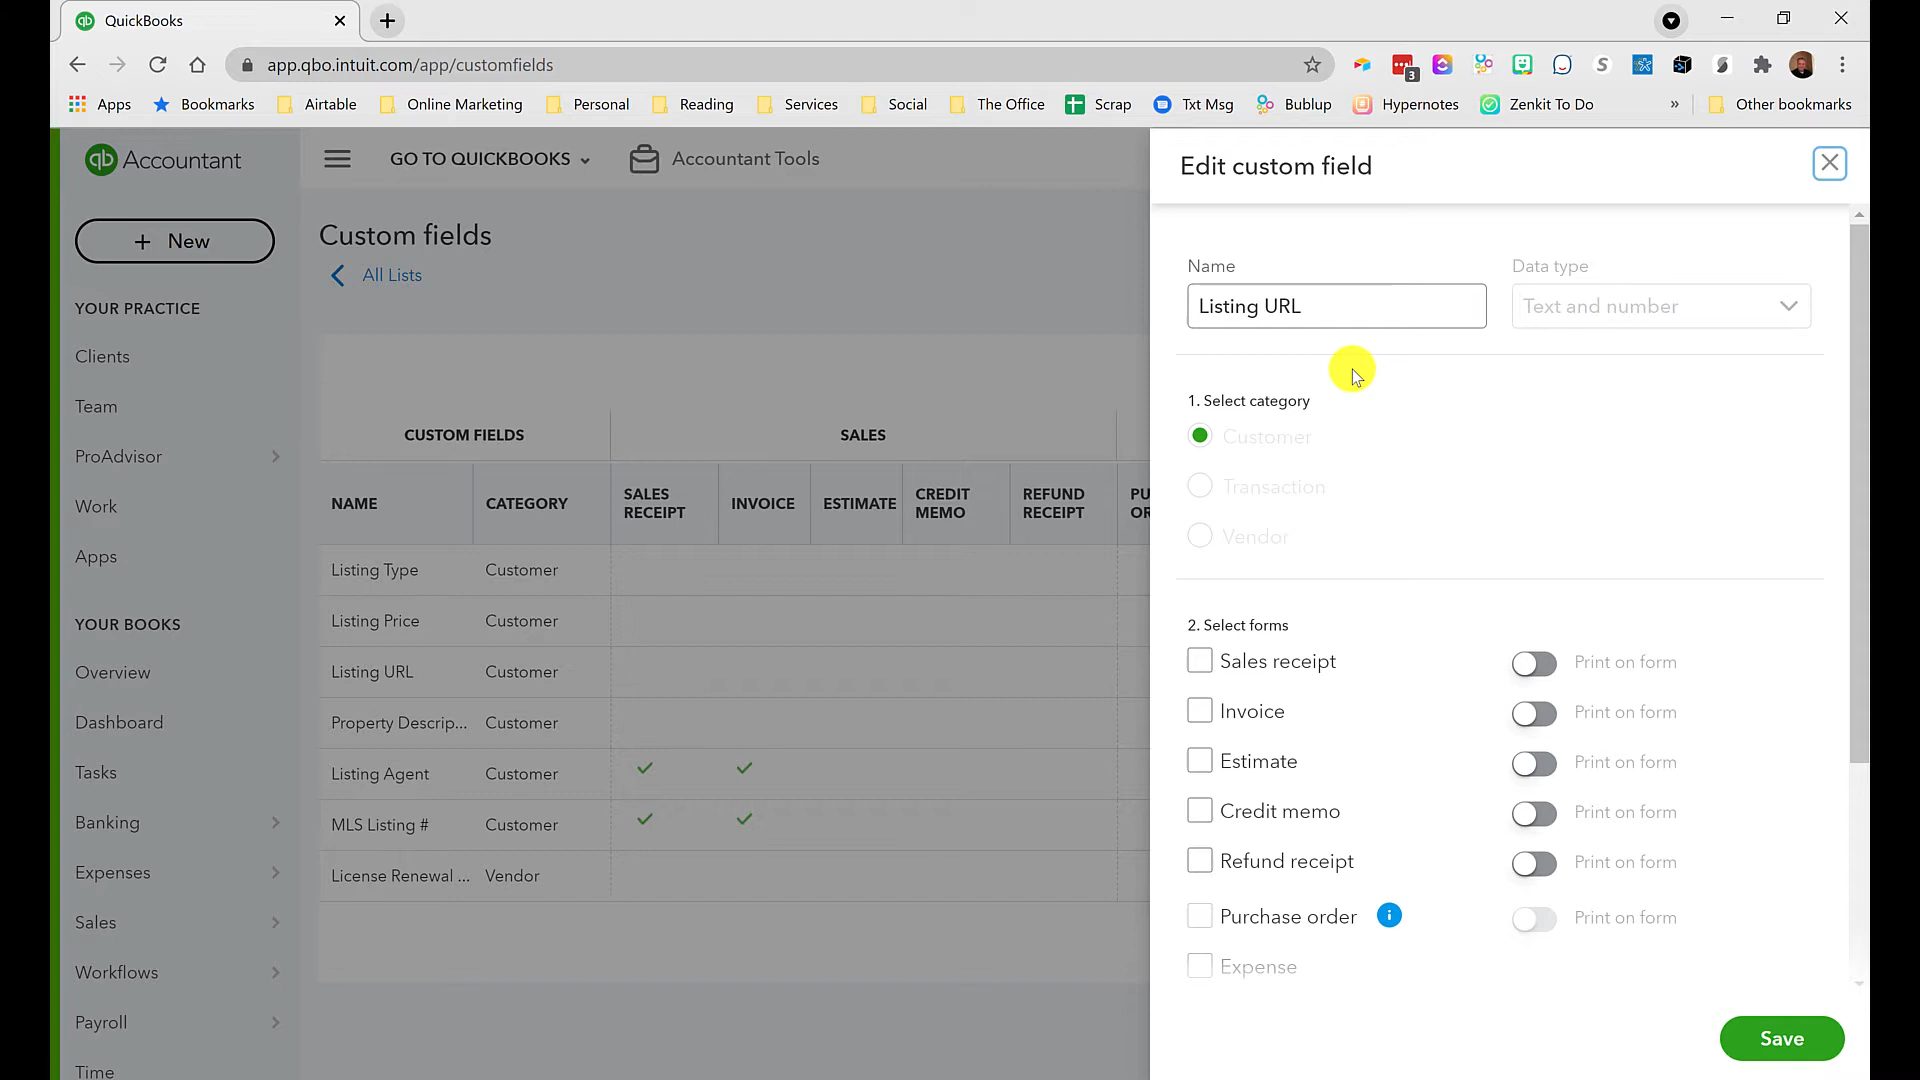 QuickBooks
app.qbo.intuit.com/app/customfields
3
S
Apps
Bookmarks
Airtable
Online Marketing
Personal
Reading
Services
Social
The Office
Scrap
Txt Msg
Bublup
Hypernotes
Zenkit To Do
»
Other bookmarks
qb Accountant
GO TO QUICKBOOKS
Accountant Tools
+ New
YOUR PRACTICE
Clients
Team
ProAdvisor
Work
Apps
YOUR BOOKS
Overview
Dashboard
Tasks
Banking
Expenses
Sales
Workflows
Payroll
Time
Custom fields
All Lists
CUSTOM FIELDS SALES
NAME CATEGORY SALES RECEIPT INVOICE ESTIMATE CREDIT MEMO REFUND RECEIPT PU OR
Listing Type Customer
Listing Price Customer
Listing URL Customer
Property Descrip... Customer
Listing Agent Customer
MLS Listing # Customer
License Renewal ... Vendor
Edit custom field
Name
Listing URL
Data type
Text and number
1. Select category
Customer
Transaction
Vendor
2. Select forms
Sales receipt Print on form
Invoice Print on form
Estimate Print on form
Credit memo Print on form
Refund receipt Print on form
Purchase order i Print on form
Expense
Save